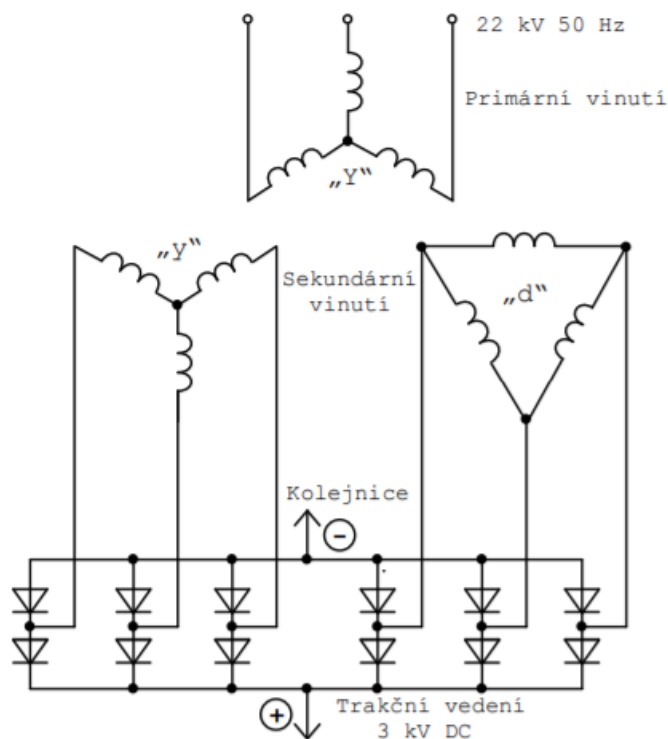 22 kV 50 Hz
Primární vinutí
„Y“
„y“
Sekundární
vinutí
„d“
Kolejnice
-
+
Trakční vedení
3 kV DC